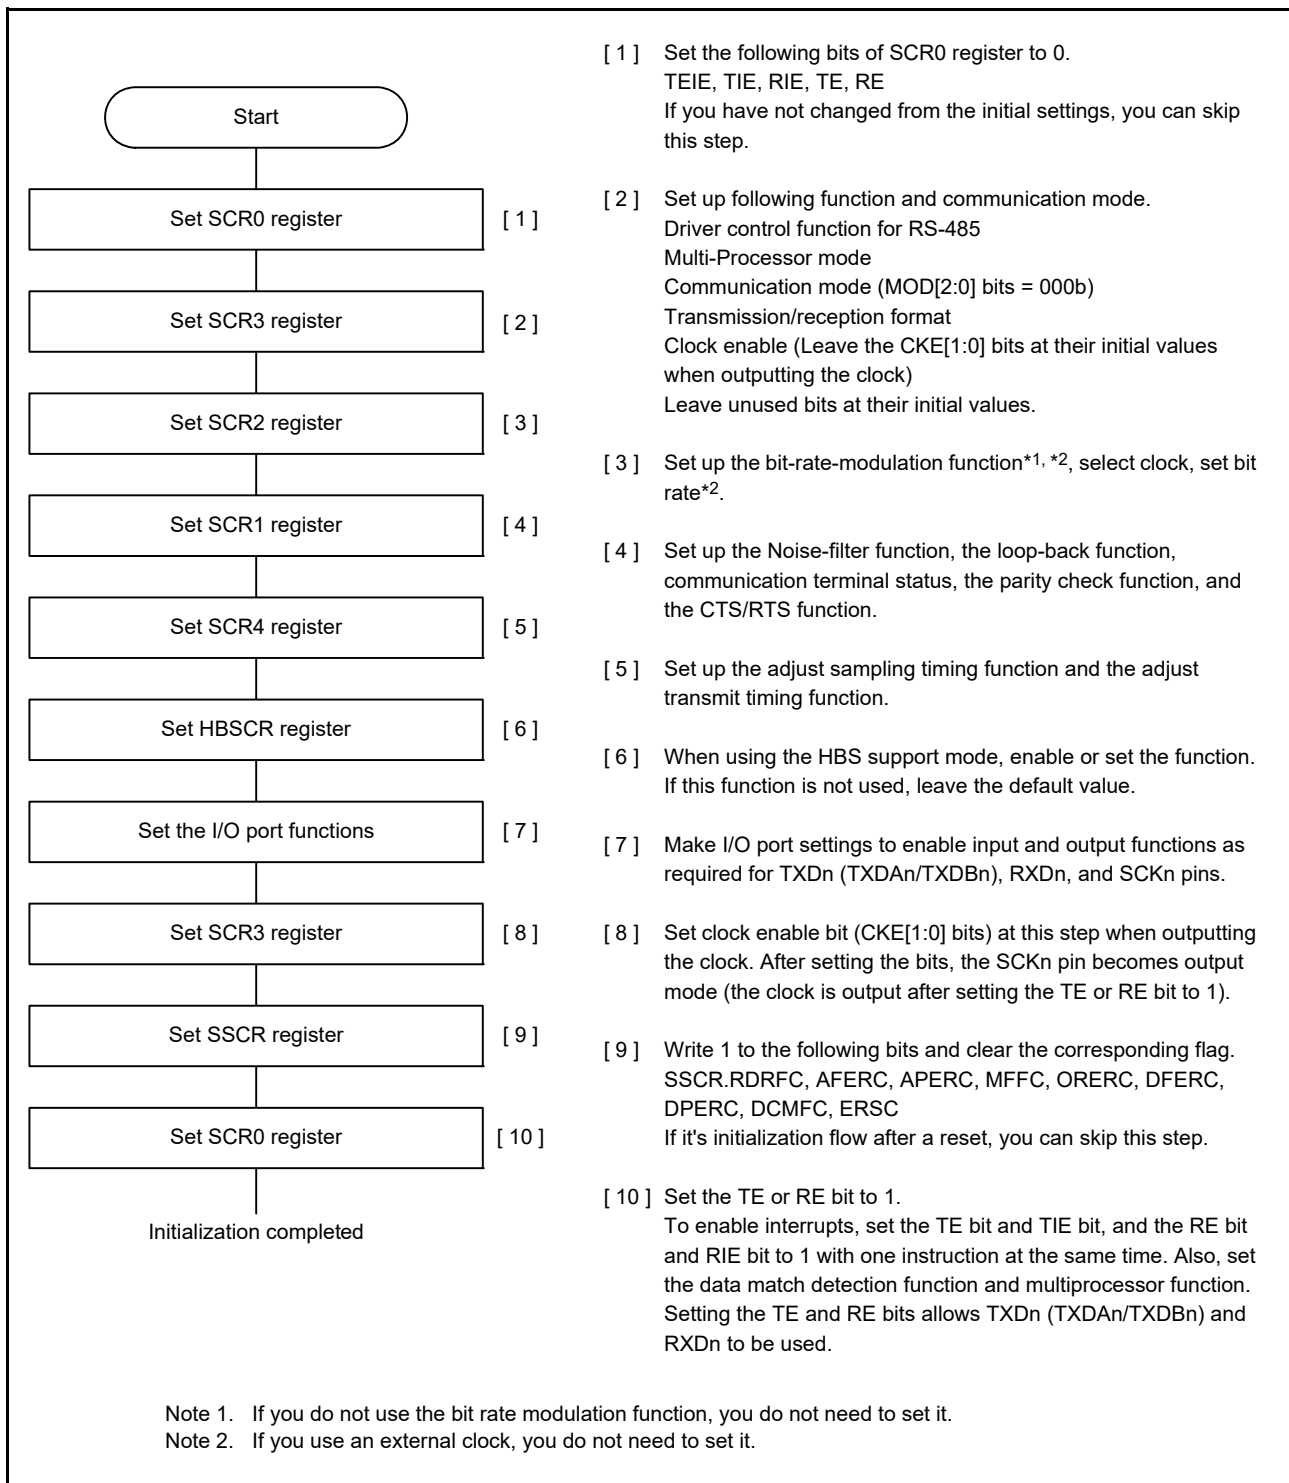 Start
Set SCR0 register [ 1 ]
Set SCR3 register [ 2 ]
Set SCR2 register [ 3 ]
Set SCR1 register [ 4 ]
Set SCR4 register [ 5 ]
Set HBSCR register [ 6 ]
Set the I/O port functions [ 7 ]
Set SCR3 register [ 8 ]
Set SSCR register [ 9 ]
Set SCR0 register [ 10 ]
Initialization completed
[ 1 ] Set the following bits of SCR0 register to 0.
TEIE, TIE, RIE, TE, RE
If you have not changed from the initial settings, you can skip
this step.
[ 2 ] Set up following function and communication mode.
Driver control function for RS-485
Multi-Processor mode
Communication mode (MOD[2:0] bits = 000b)
Transmission/reception format
Clock enable (Leave the CKE[1:0] bits at their initial values
when outputting the clock)
Leave unused bits at their initial values.
[ 3 ] Set up the bit-rate-modulation function*1, *2, select clock, set bit
rate*2.
[ 4 ] Set up the Noise-filter function, the loop-back function,
communication terminal status, the parity check function, and
the CTS/RTS function.
[ 5 ] Set up the adjust sampling timing function and the adjust
transmit timing function.
[ 6 ] When using the HBS support mode, enable or set the function.
If this function is not used, leave the default value.
[ 7 ] Make I/O port settings to enable input and output functions as
required for TXDn (TXDAn/TXDBn), RXDn, and SCKn pins.
[ 8 ] Set clock enable bit (CKE[1:0] bits) at this step when outputting
the clock. After setting the bits, the SCKn pin becomes output
mode (the clock is output after setting the TE or RE bit to 1).
[ 9 ] Write 1 to the following bits and clear the corresponding flag.
SSCR.RDRFC, AFERC, APERC, MFFC, ORERC, DFERC,
DPERC, DCMFC, ERSC
If it's initialization flow after a reset, you can skip this step.
[ 10 ] Set the TE or RE bit to 1.
To enable interrupts, set the TE bit and TIE bit, and the RE bit
and RIE bit to 1 with one instruction at the same time. Also, set
the data match detection function and multiprocessor function.
Setting the TE and RE bits allows TXDn (TXDAn/TXDBn) and
RXDn to be used.
Note 1. If you do not use the bit rate modulation function, you do not need to set it.
Note 2. If you use an external clock, you do not need to set it.